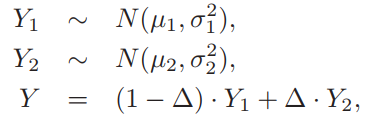 Y₁ ∼ N(μ₁, σ₁²),
Y₂ ∼ N(μ₂, σ₂²),
Y = (1 − Δ) · Y₁ + Δ · Y₂,